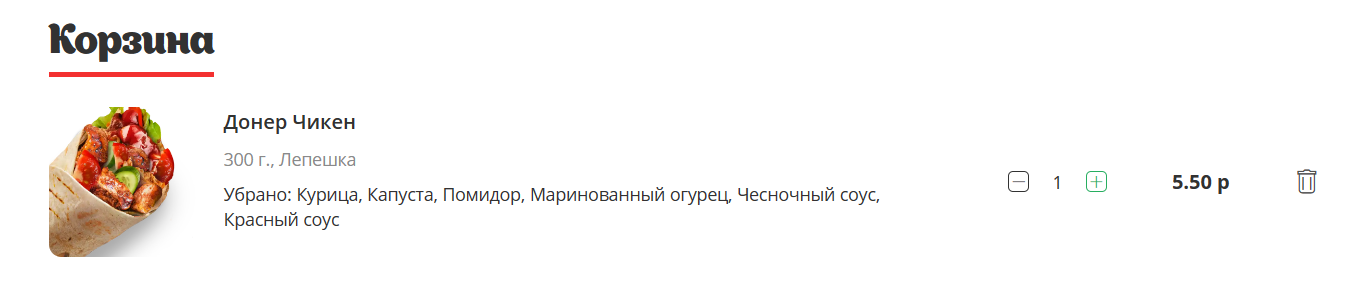 Корзина
Донер Чикен
300 г., Лепешка
Убрано: Курица, Капуста, Помидор, Маринованный огурец, Чесночный соус,
Красный соус
1
5.50 р